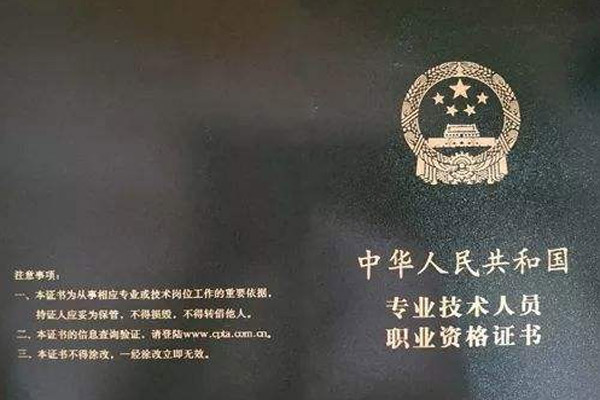 注意事项：
一、本证书为从事相应专业或技术岗位工作的重要依据，
持证人应妥为保管，不得损毁，不得转借他人。
二、本证书的信息查询验证，请登陆www.cpta.com.cn。
三、本证书不得涂改，一经涂改立即无效。
中华人民共和国
专业技术人员
职业资格证书